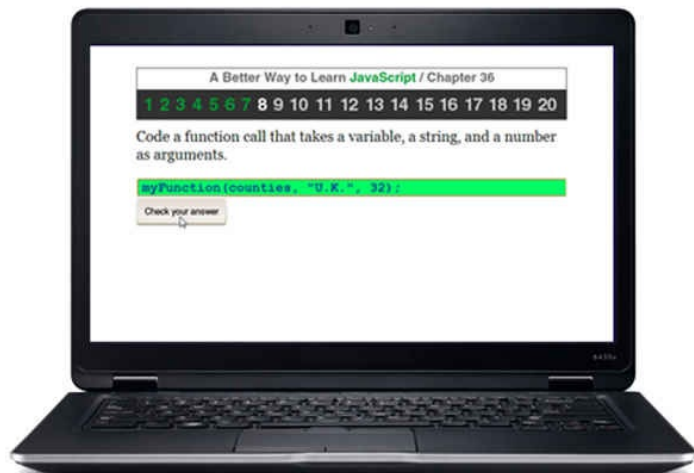 A Better Way to Learn JavaScript / Chapter 36
1 2 3 4 5 6 7 8 9 10 11 12 13 14 15 16 17 18 19 20
Code a function call that takes a variable, a string, and a number
as arguments.
myFunction(counties, "U.K.", 32);
Check your answer